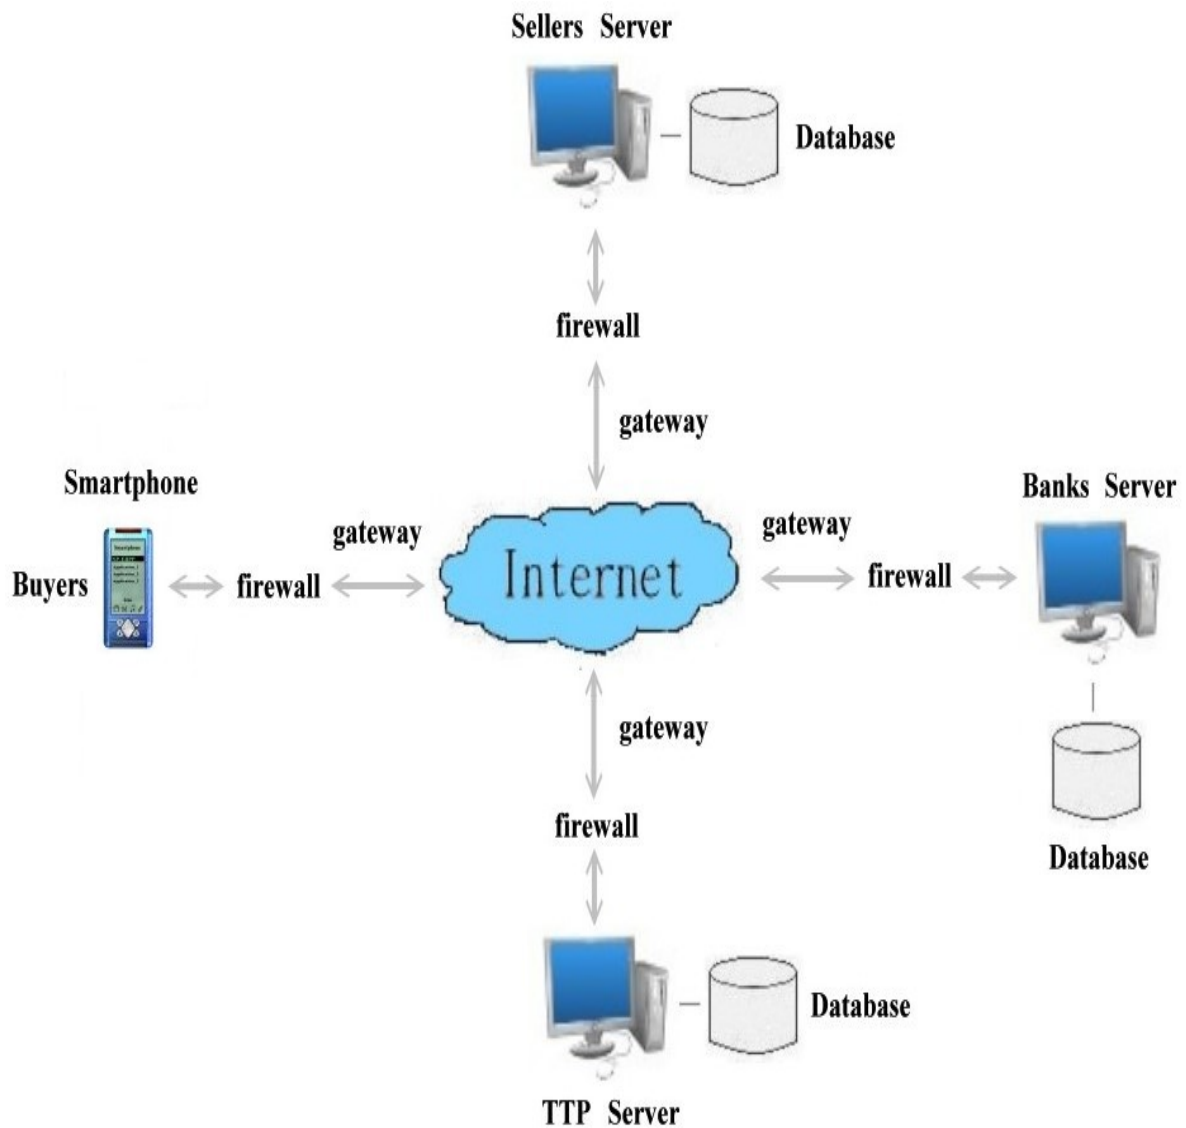 Sellers Server
Database
firewall
gateway
Smartphone
Banks Server
gateway
gateway
Buyers
firewall
Internet
firewall
gateway
Database
firewall
Database
TTP Server